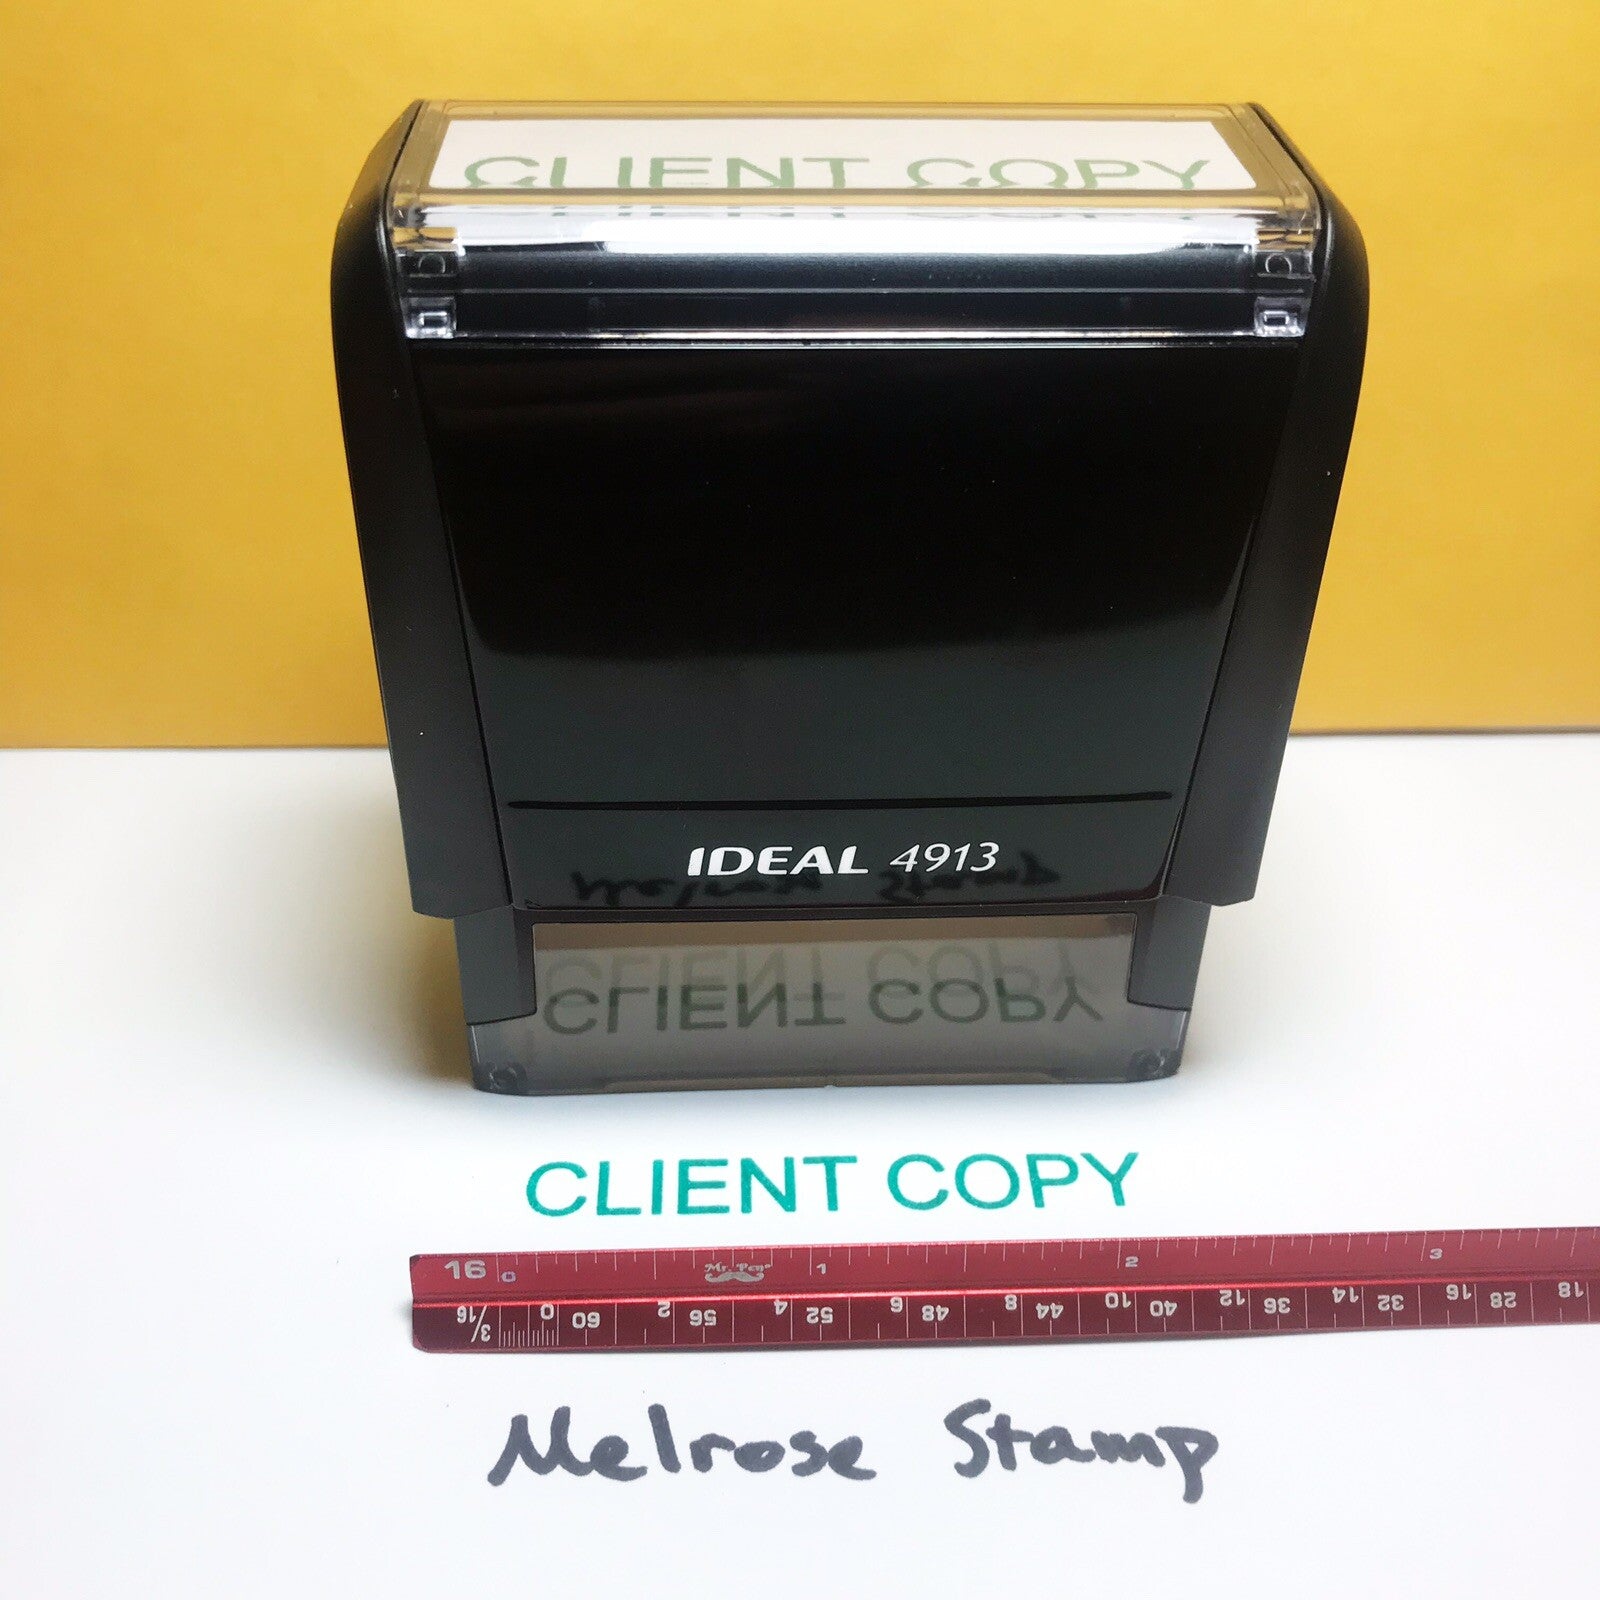 CLIENT COPY
IDEAL 4913
CLIENT COPY
CLIENT COPY
16 0 Mr. Pen 1 2 3
3/16 0 60 2 56 4 52 6 48 8 44 10 40 12 36 14 32 16 28 18
Melrose Stamp